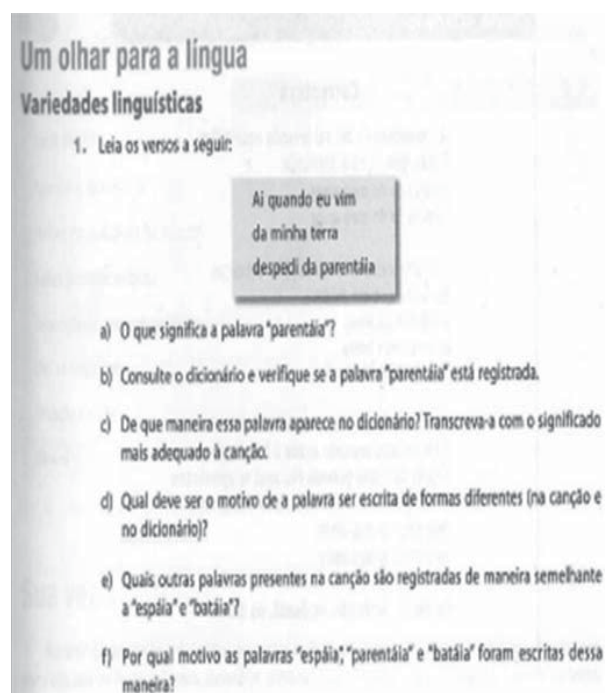 Um olhar para a língua
Variedades linguísticas
1. Leia os versos a seguir:
Ai quando eu vim
da minha terra
despedi da parentáia
a) O que significa a palavra "parentáia"?
b) Consulte o dicionário e verifique se a palavra "parentáia" está registrada.
c) De que maneira essa palavra aparece no dicionário? Transcreva-a com o significado
mais adequado à canção.
d) Qual deve ser o motivo de a palavra ser escrita de formas diferentes (na canção e
no dicionário)?
e) Quais outras palavras presentes na canção são registradas de maneira semelhante
a "espáia" e "batáia"?
f) Por qual motivo as palavras "espáia", "parentáia" e "batáia" foram escritas dessa
maneira?